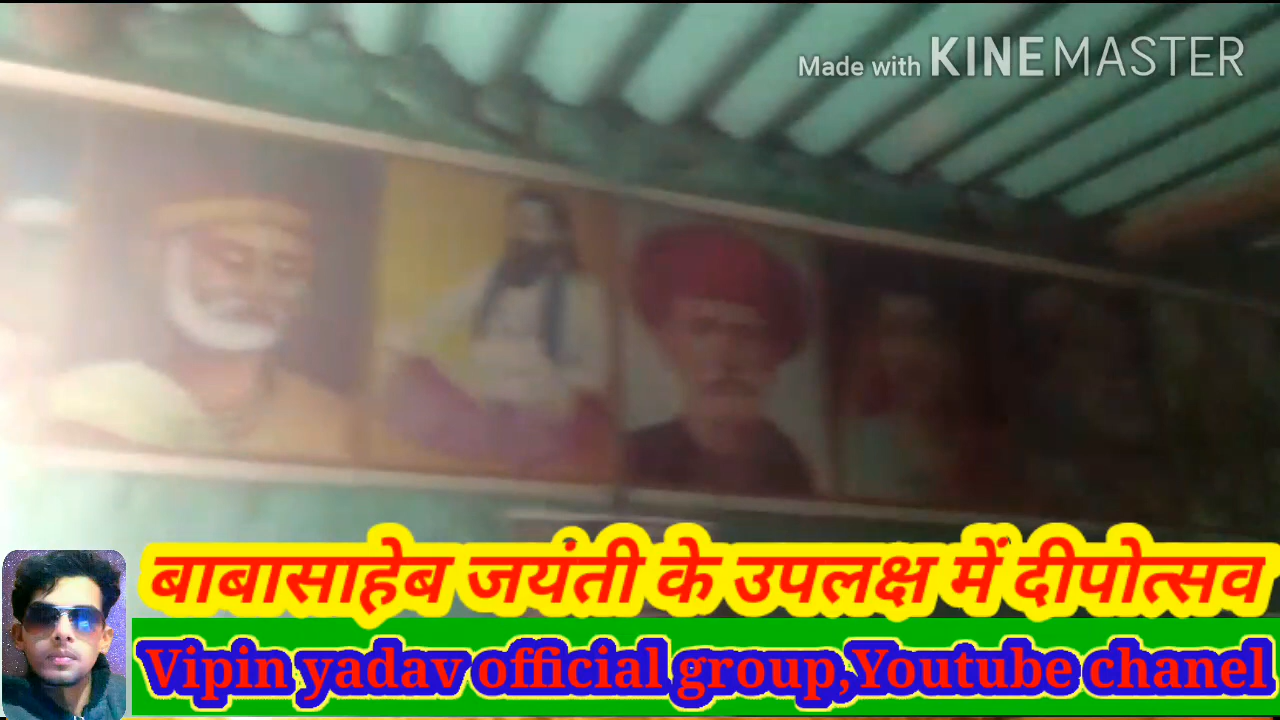 Made with KINEMASTER
बाबासाहेब जयंती के उपलक्ष में दीपोत्सव
Vipin yadav official group,Youtube chanel